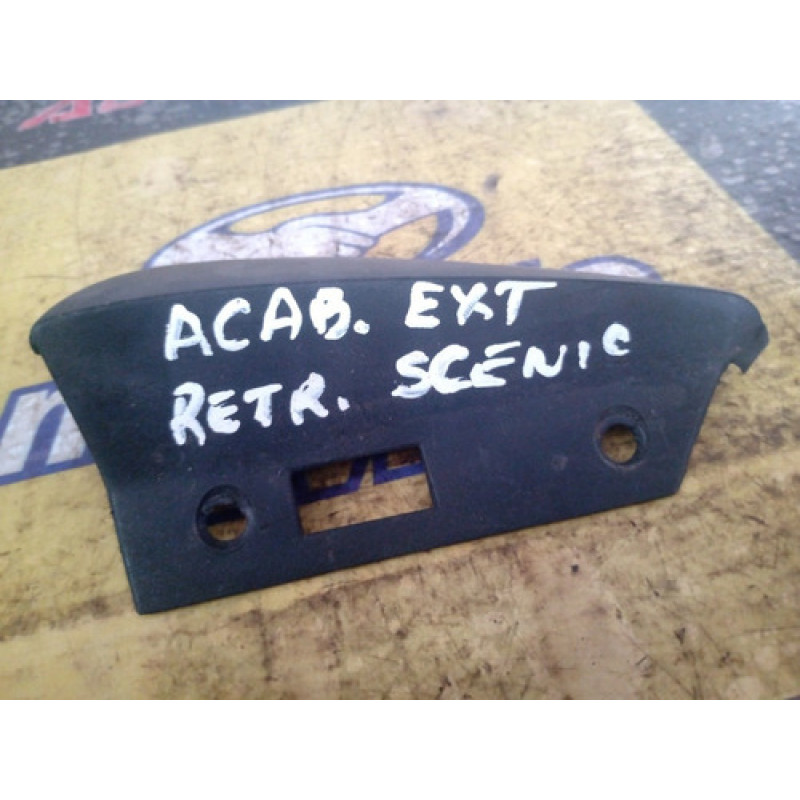 ACAB. EXT
RETR. SCENIC